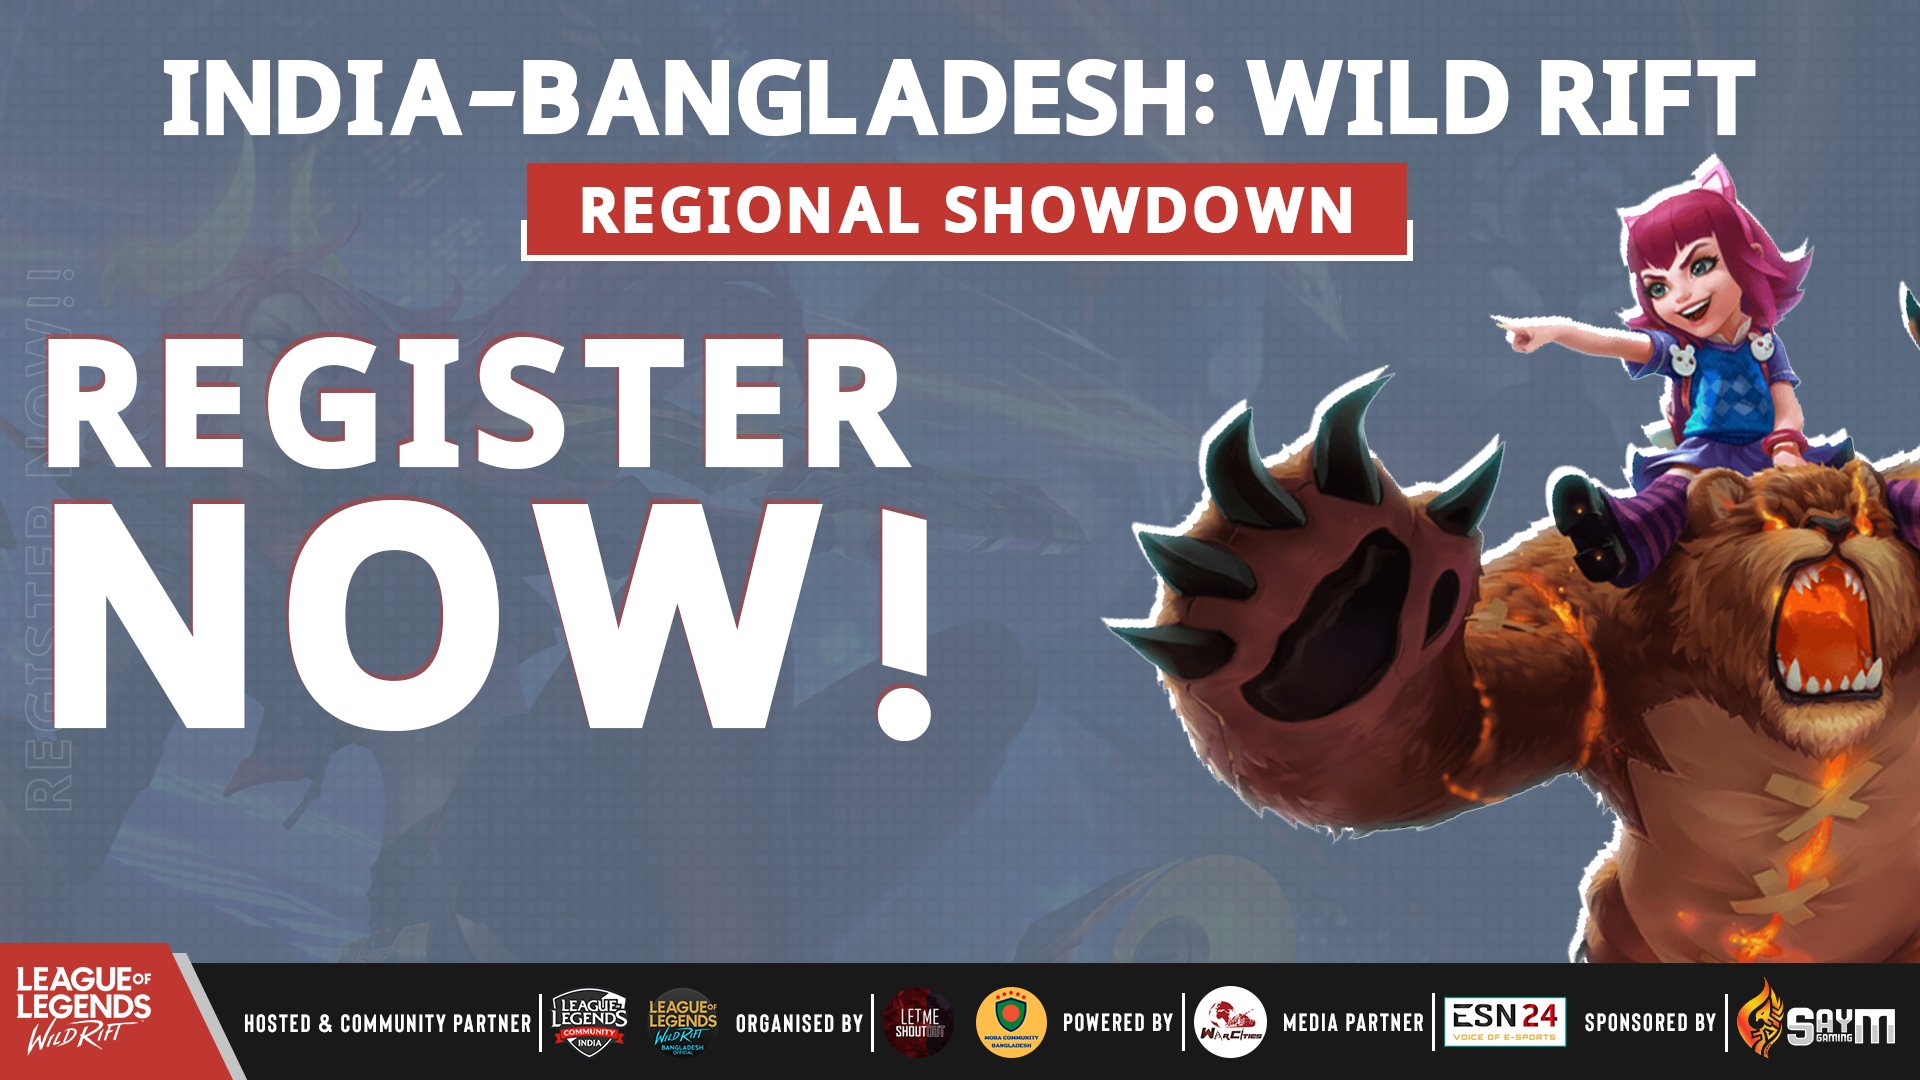 INDIA-BANGLADESH: WILD RIFT
REGIONAL SHOWDOWN
REGISTER NOW!!
REGISTER
NOW!
LEAGUE OF
LEGENDS
WILD RIFT
HOSTED & COMMUNITY PARTNER
LEAGUE OF
LEGENDS
COMMUNITY
INDIA
LEAGUE OF
LEGENDS
WILD RIFT
BANGLADESH
OFFICIAL
ORGANISED BY
LET ME
SHOUTOUT
MOBA COMMUNITY
BANGLADESH
POWERED BY
WARCITIES
MEDIA PARTNER
ESN 24
VOICE OF E-SPORTS
SPONSORED BY
SAYM
GAMING